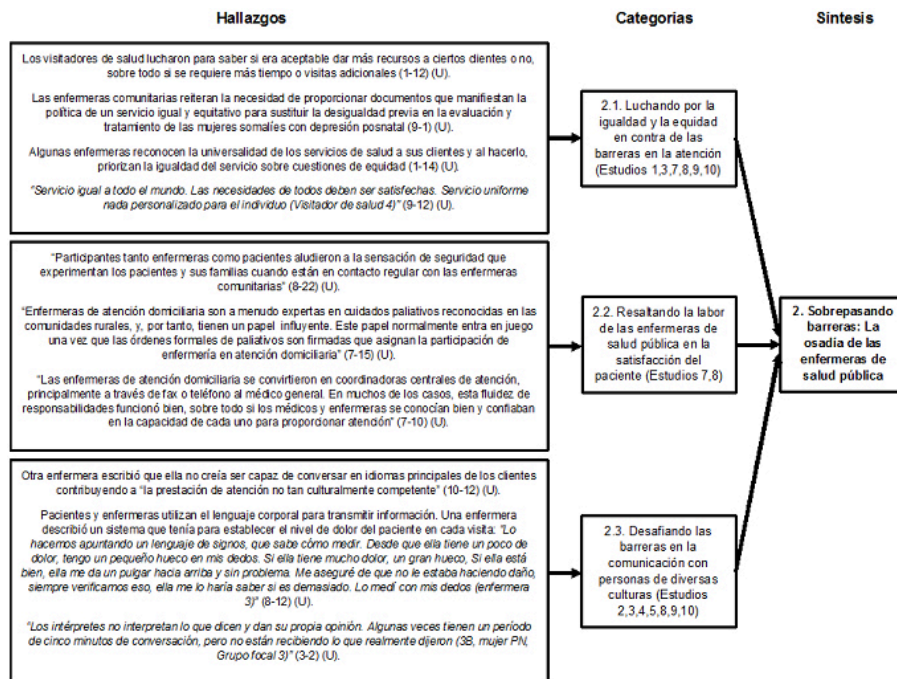 Hallazgos
Categorias
Sintesis
Los visitadores de salud lucharon para saber si era aceptable dar más recursos a ciertos clientes o no,
sobre todo si se requiere más tiempo o visitas adicionales (1-12) (U).
Las enfermeras comunitarias reiteran la necesidad de proporcionar documentos que manifiestan la
política de un servicio igual y equitativo para sustituir la desigualdad previa en la evaluación y
tratamiento de las mujeres somalíes con depresión posnatal (9-1) (U).
Algunas enfermeras reconocen la universalidad de los servicios de salud a sus clientes y al hacerlo,
priorizan la igualdad del servicio sobre cuestiones de equidad (1-14) (U).
“Servicio igual a todo el mundo. Las necesidades de todos deben ser satisfechas. Servicio uniforme
nada personalizado para el individuo (Visitador de salud 4)” (9-12) (U).
2.1. Luchando por la
igualdad y la equidad
en contra de las
barreras en la atención
(Estudios 1,3,7,8,9,10)
“Participantes tanto enfermeras como pacientes aludieron a la sensación de seguridad que
experimentan los pacientes y sus familias cuando están en contacto regular con las enfermeras
comunitarias” (8-22) (U).
“Enfermeras de atención domiciliaria son a menudo expertas en cuidados paliativos reconocidas en las
comunidades rurales, y, por tanto, tienen un papel influyente. Este papel normalmente entra en juego
una vez que las órdenes formales de paliativos son firmadas que asignan la participación de
enfermería en atención domiciliaria” (7-15) (U).
“Las enfermeras de atención domiciliaria se convirtieron en coordinadoras centrales de atención,
principalmente a través de fax o teléfono al médico general. En muchos de los casos, esta fluidez de
responsabilidades funcionó bien, sobre todo si los médicos y enfermeras se conocían bien y confiaban
en la capacidad de cada uno para proporcionar atención” (7-10) (U).
2.2. Resaltando la labor
de las enfermeras de
salud pública en la
satisfacción del
paciente (Estudios 7,8)
2. Sobrepasando
barreras: La
osadía de las
enfermeras de
salud pública
Otra enfermera escribió que ella no creía ser capaz de conversar en idiomas principales de los clientes
contribuyendo a “la prestación de atención no tan culturalmente competente” (10-12) (U).
Pacientes y enfermeras utilizan el lenguaje corporal para transmitir información. Una enfermera
describió un sistema que tenía para establecer el nivel de dolor del paciente en cada visita: “Lo
hacemos apuntando un lenguaje de signos, que sabe cómo medir. Desde que ella tiene un poco de
dolor, tengo un pequeño hueco en mis dedos. Si ella tiene mucho dolor, un gran hueco, Si ella está
bien, ella me da un pulgar hacia arriba y sin problema. Me aseguré de que no le estaba haciendo daño,
siempre verificamos eso, ella me lo haría saber si es demasiado. Lo medí con mis dedos (enfermera
3)” (8-12) (U).
“Los intérpretes no interpretan lo que dicen y dan su propia opinión. Algunas veces tienen un período
de cinco minutos de conversación, pero no están recibiendo lo que realmente dijeron (3B, mujer PN,
Grupo focal 3)” (3-2) (U).
2.3. Desafiando las
barreras en la
comunicación con
personas de diversas
culturas (Estudios
2,3,4,5,8,9,10)